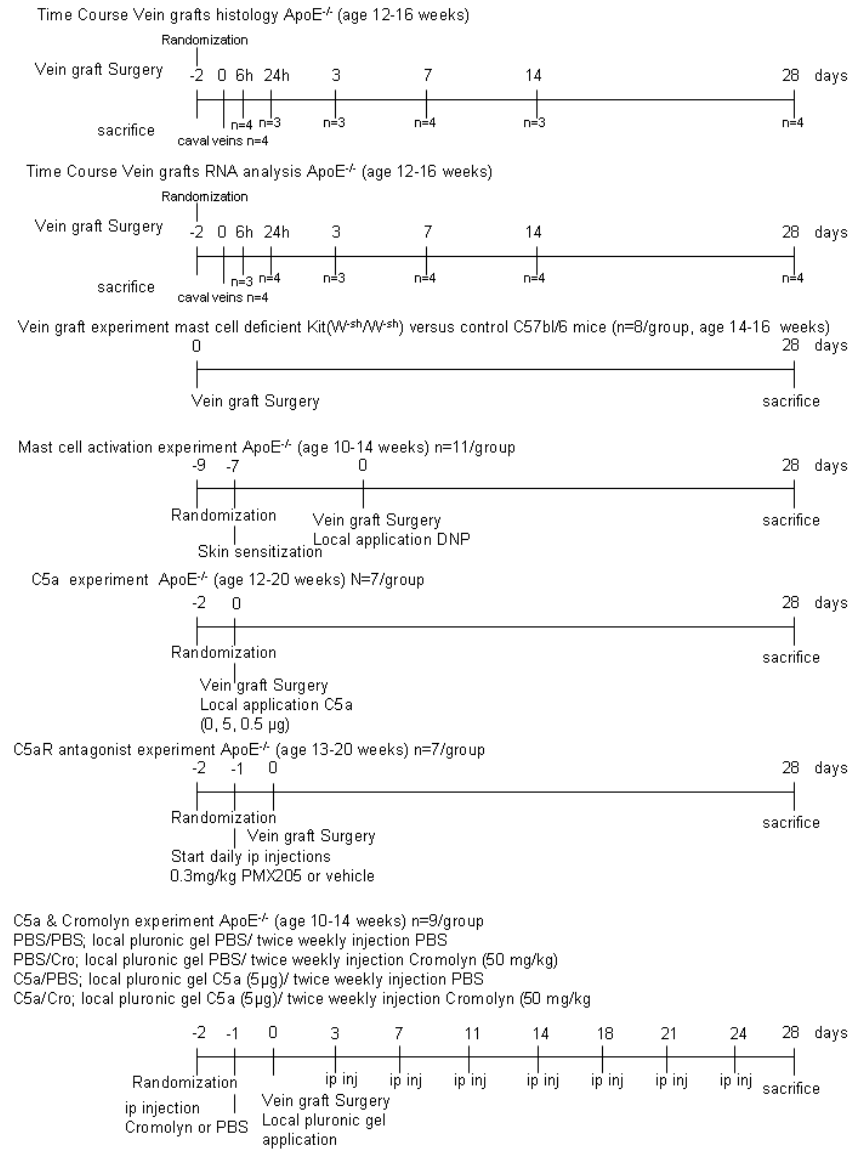 Time Course Vein grafts histology ApoE-/- (age 12-16 weeks)
Randomization
Vein graft Surgery
-2 0 6h 24h 3 7 14 28 days
n=4 n=3 n=3 n=4 n=3 n=4
sacrifice
caval veins n=4
Time Course Vein grafts RNA analysis ApoE-/- (age 12-16 weeks)
Randomization
Vein graft Surgery
-2 0 6h 24h 3 7 14 28 days
n=3 n=4 n=3 n=4 n=4 n=4
sacrifice
caval veins n=4
Vein graft experiment mast cell deficient Kit(W-sh/W-sh) versus control C57bl/6 mice (n=8/group, age 14-16 weeks)
0 28 days
Vein graft Surgery sacrifice
Mast cell activation experiment ApoE-/- (age 10-14 weeks) n=11/group
-9 -7 0 28 days
Randomization Vein graft Surgery sacrifice
Local application DNP
Skin sensitization
C5a experiment ApoE-/- (age 12-20 weeks) N=7/group
-2 0 28 days
Randomization sacrifice
Vein graft Surgery
Local application C5a
(0, 5, 0.5 µg)
C5aR antagonist experiment ApoE-/- (age 13-20 weeks) n=7/group
-2 -1 0 28 days
Randomization sacrifice
Vein graft Surgery
Start daily ip injections
0.3mg/kg PMX205 or vehicle
C5a & Cromolyn experiment ApoE-/- (age 10-14 weeks) n=9/group
PBS/PBS; local pluronic gel PBS/ twice weekly injection PBS
PBS/Cro; local pluronic gel PBS/ twice weekly injection Cromolyn (50 mg/kg)
C5a/PBS; local pluronic gel C5a (5µg)/ twice weekly injection PBS
C5a/Cro; local pluronic gel C5a (5µg)/ twice weekly injection Cromolyn (50 mg/kg
-2 -1 0 3 7 11 14 18 21 24 28 days
Randomization ip inj ip inj ip inj ip inj ip inj ip inj ip inj sacrifice
ip injection
Cromolyn or PBS
Vein graft Surgery
Local pluronic gel
application